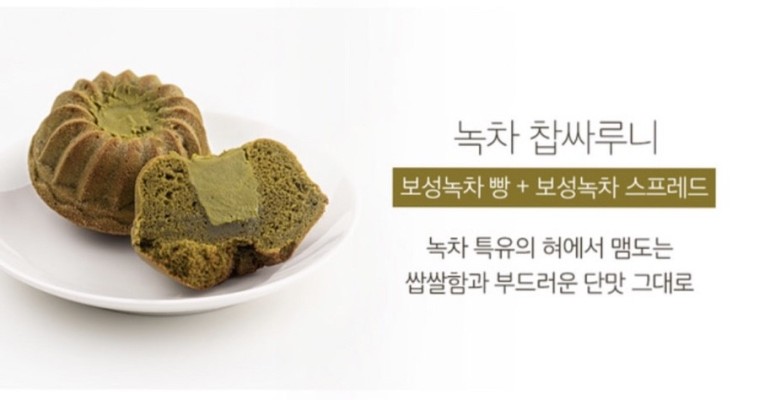 녹차 찹싸루니
보성녹차 빵 + 보성녹차 스프레드
녹차 특유의 혀에서 맴도는
쌉쌀함과 부드러운 단맛 그대로